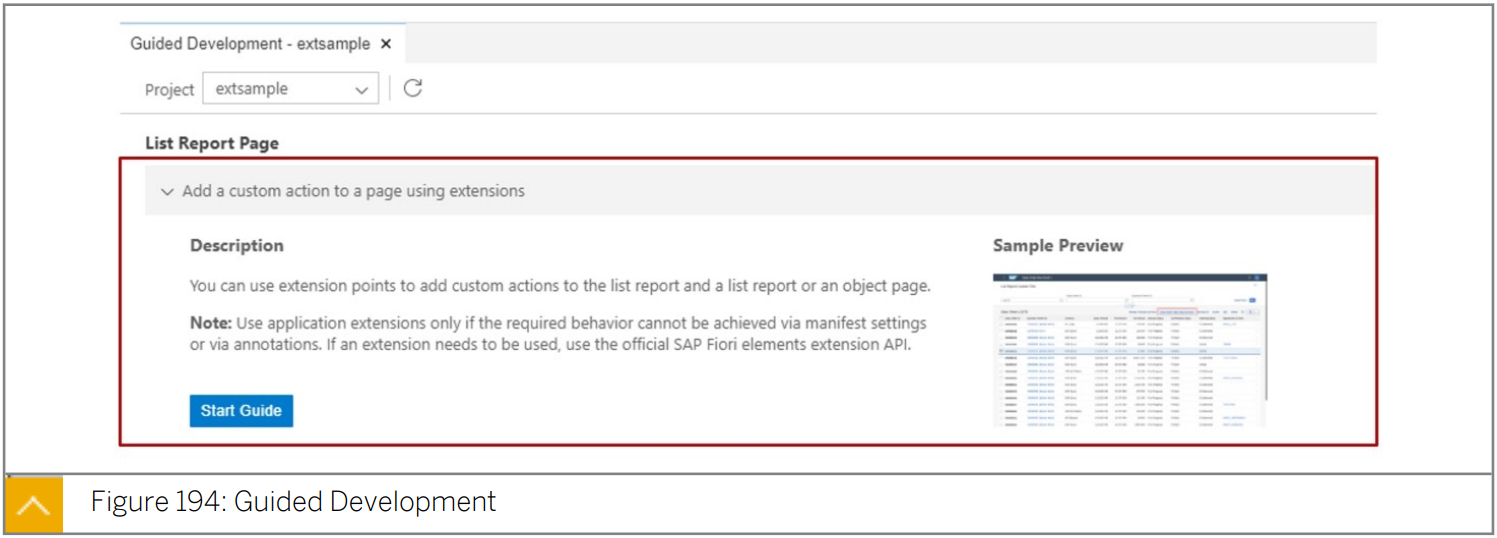 Guided Development - extsample ×
Project extsample
List Report Page
Add a custom action to a page using extensions
Description
You can use extension points to add custom actions to the list report and a list report or an object page.
Note: Use application extensions only if the required behavior cannot be achieved via manifest settings
or via annotations. If an extension needs to be used, use the official SAP Fiori elements extension API.
Start Guide
Sample Preview
Figure 194: Guided Development